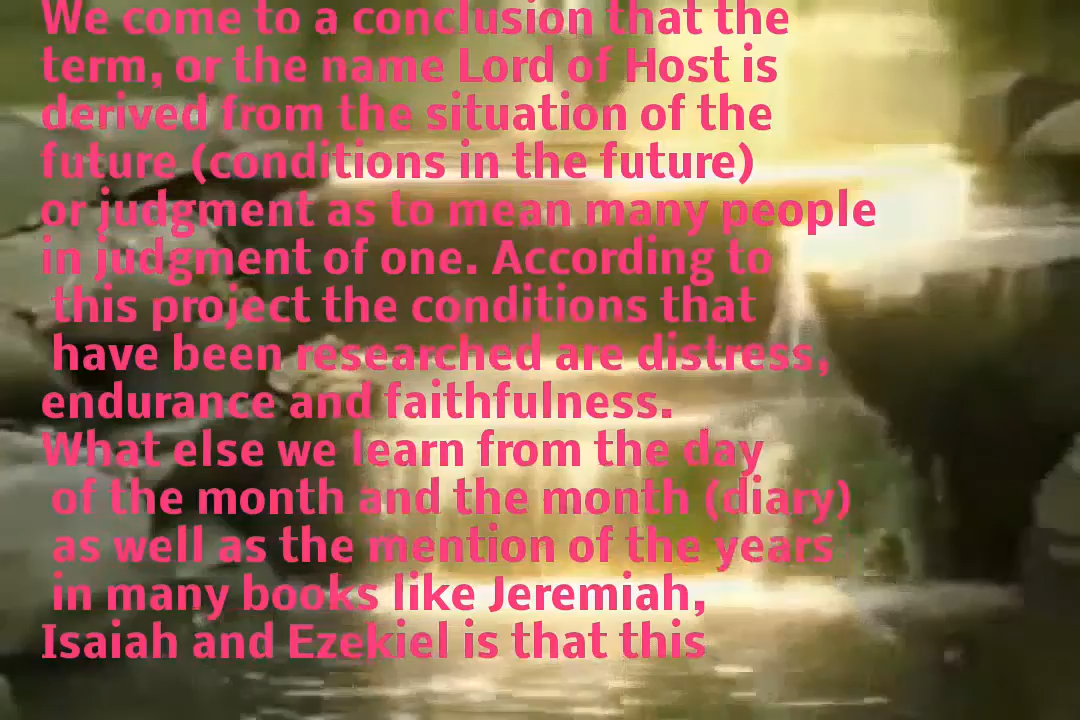 We come to a conclusion that the
term, or the name Lord of Host is
derived from the situation of the
future (conditions in the future)
or judgment as to mean many people
in judgment of one. According to
this project the conditions that
have been researched are distress,
endurance and faithfulness.
What else we learn from the day
of the month and the month (diary)
as well as the mention of the years
in many books like Jeremiah,
Isaiah and Ezekiel is that this